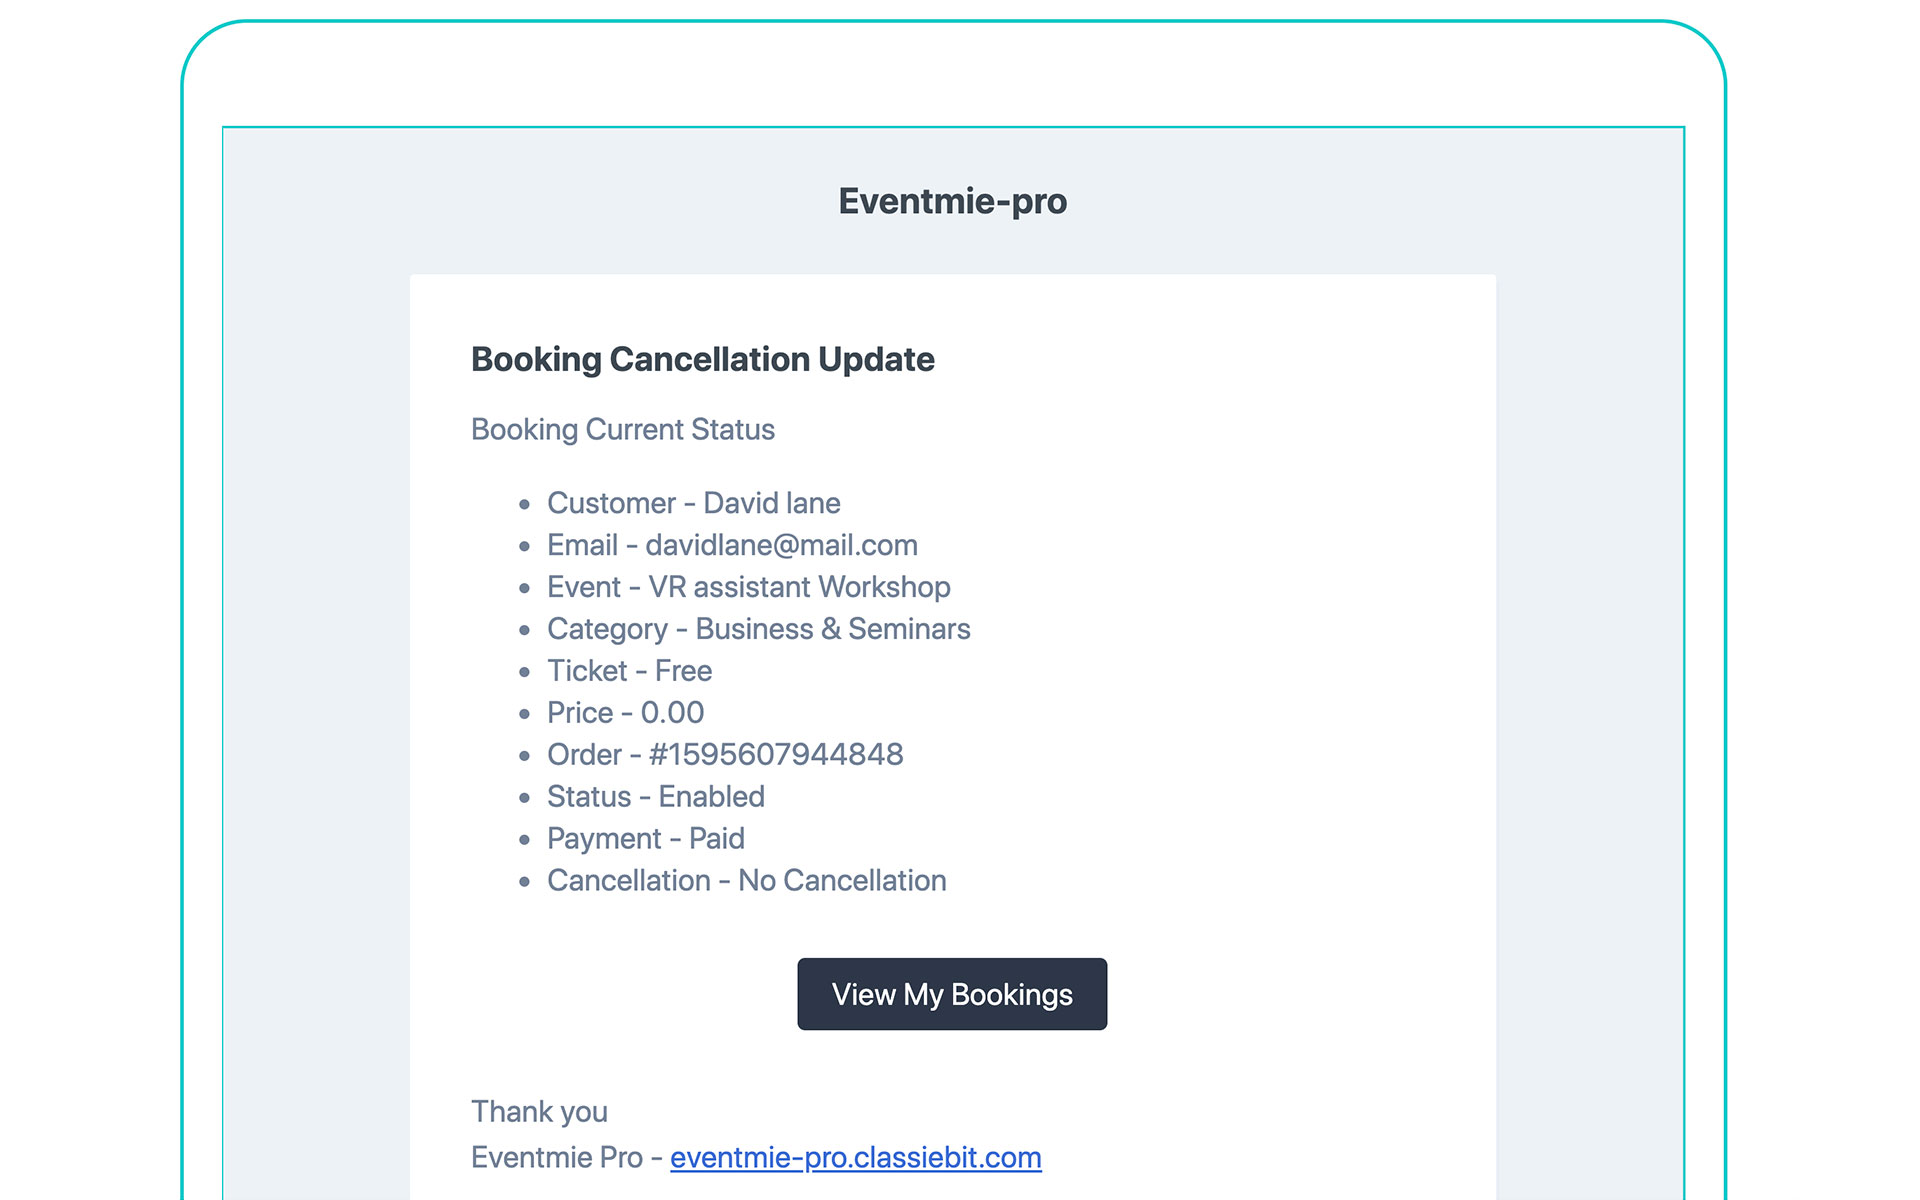 Eventmie-pro
Booking Cancellation Update
Booking Current Status
• Customer - David lane
• Email - davidlane@mail.com
• Event - VR assistant Workshop
• Category - Business & Seminars
• Ticket - Free
• Price - 0.00
• Order - #1595607944848
• Status - Enabled
• Payment - Paid
• Cancellation - No Cancellation
View My Bookings
Thank you
Eventmie Pro - eventmie-pro.classiebit.com